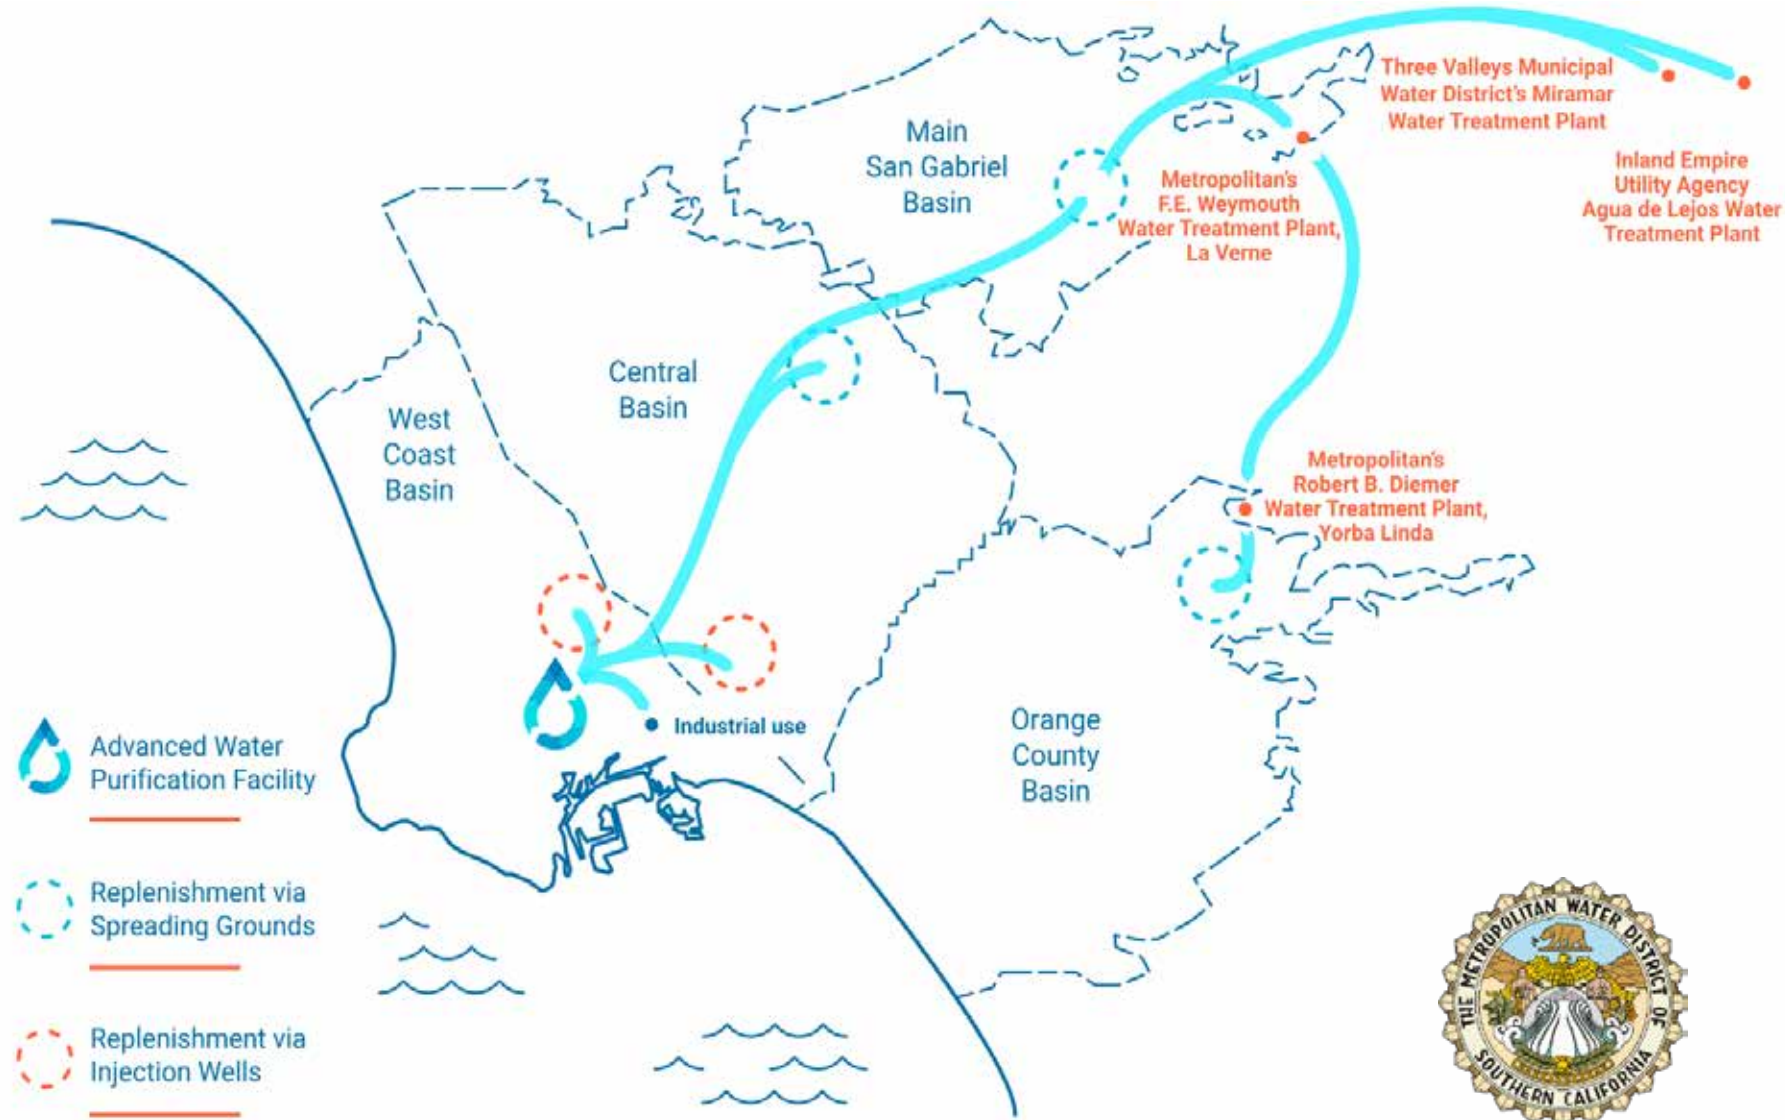 Three Valleys Municipal
Water District's Miramar
Water Treatment Plant
Main
San Gabriel
Basin
Inland Empire
Utility Agency
Agua de Lejos Water
Treatment Plant
Metropolitan's
F.E. Weymouth
Water Treatment Plant,
La Verne
Central
Basin
West
Coast
Basin
Metropolitan's
Robert B. Diemer
Water Treatment Plant,
Yorba Linda
Industrial use
Orange
County
Basin
Advanced Water
Purification Facility
Replenishment via
Spreading Grounds
Replenishment via
Injection Wells
THE METROPOLITAN WATER DISTRICT OF
SOUTHERN CALIFORNIA